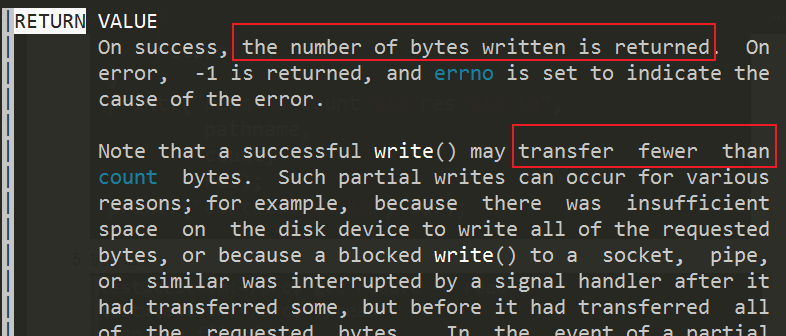 RETURN VALUE
On success, the number of bytes written is returned. On
error, -1 is returned, and errno is set to indicate the
cause of the error.
Note that a successful write() may transfer fewer than
count bytes. Such partial writes can occur for various
reasons; for example, because there was insufficient
space on the disk device to write all of the requested
bytes, or because a blocked write() to a socket, pipe,
or similar was interrupted by a signal handler after it
had transferred some, but before it had transferred all
of the requested bytes. In the event of a partial